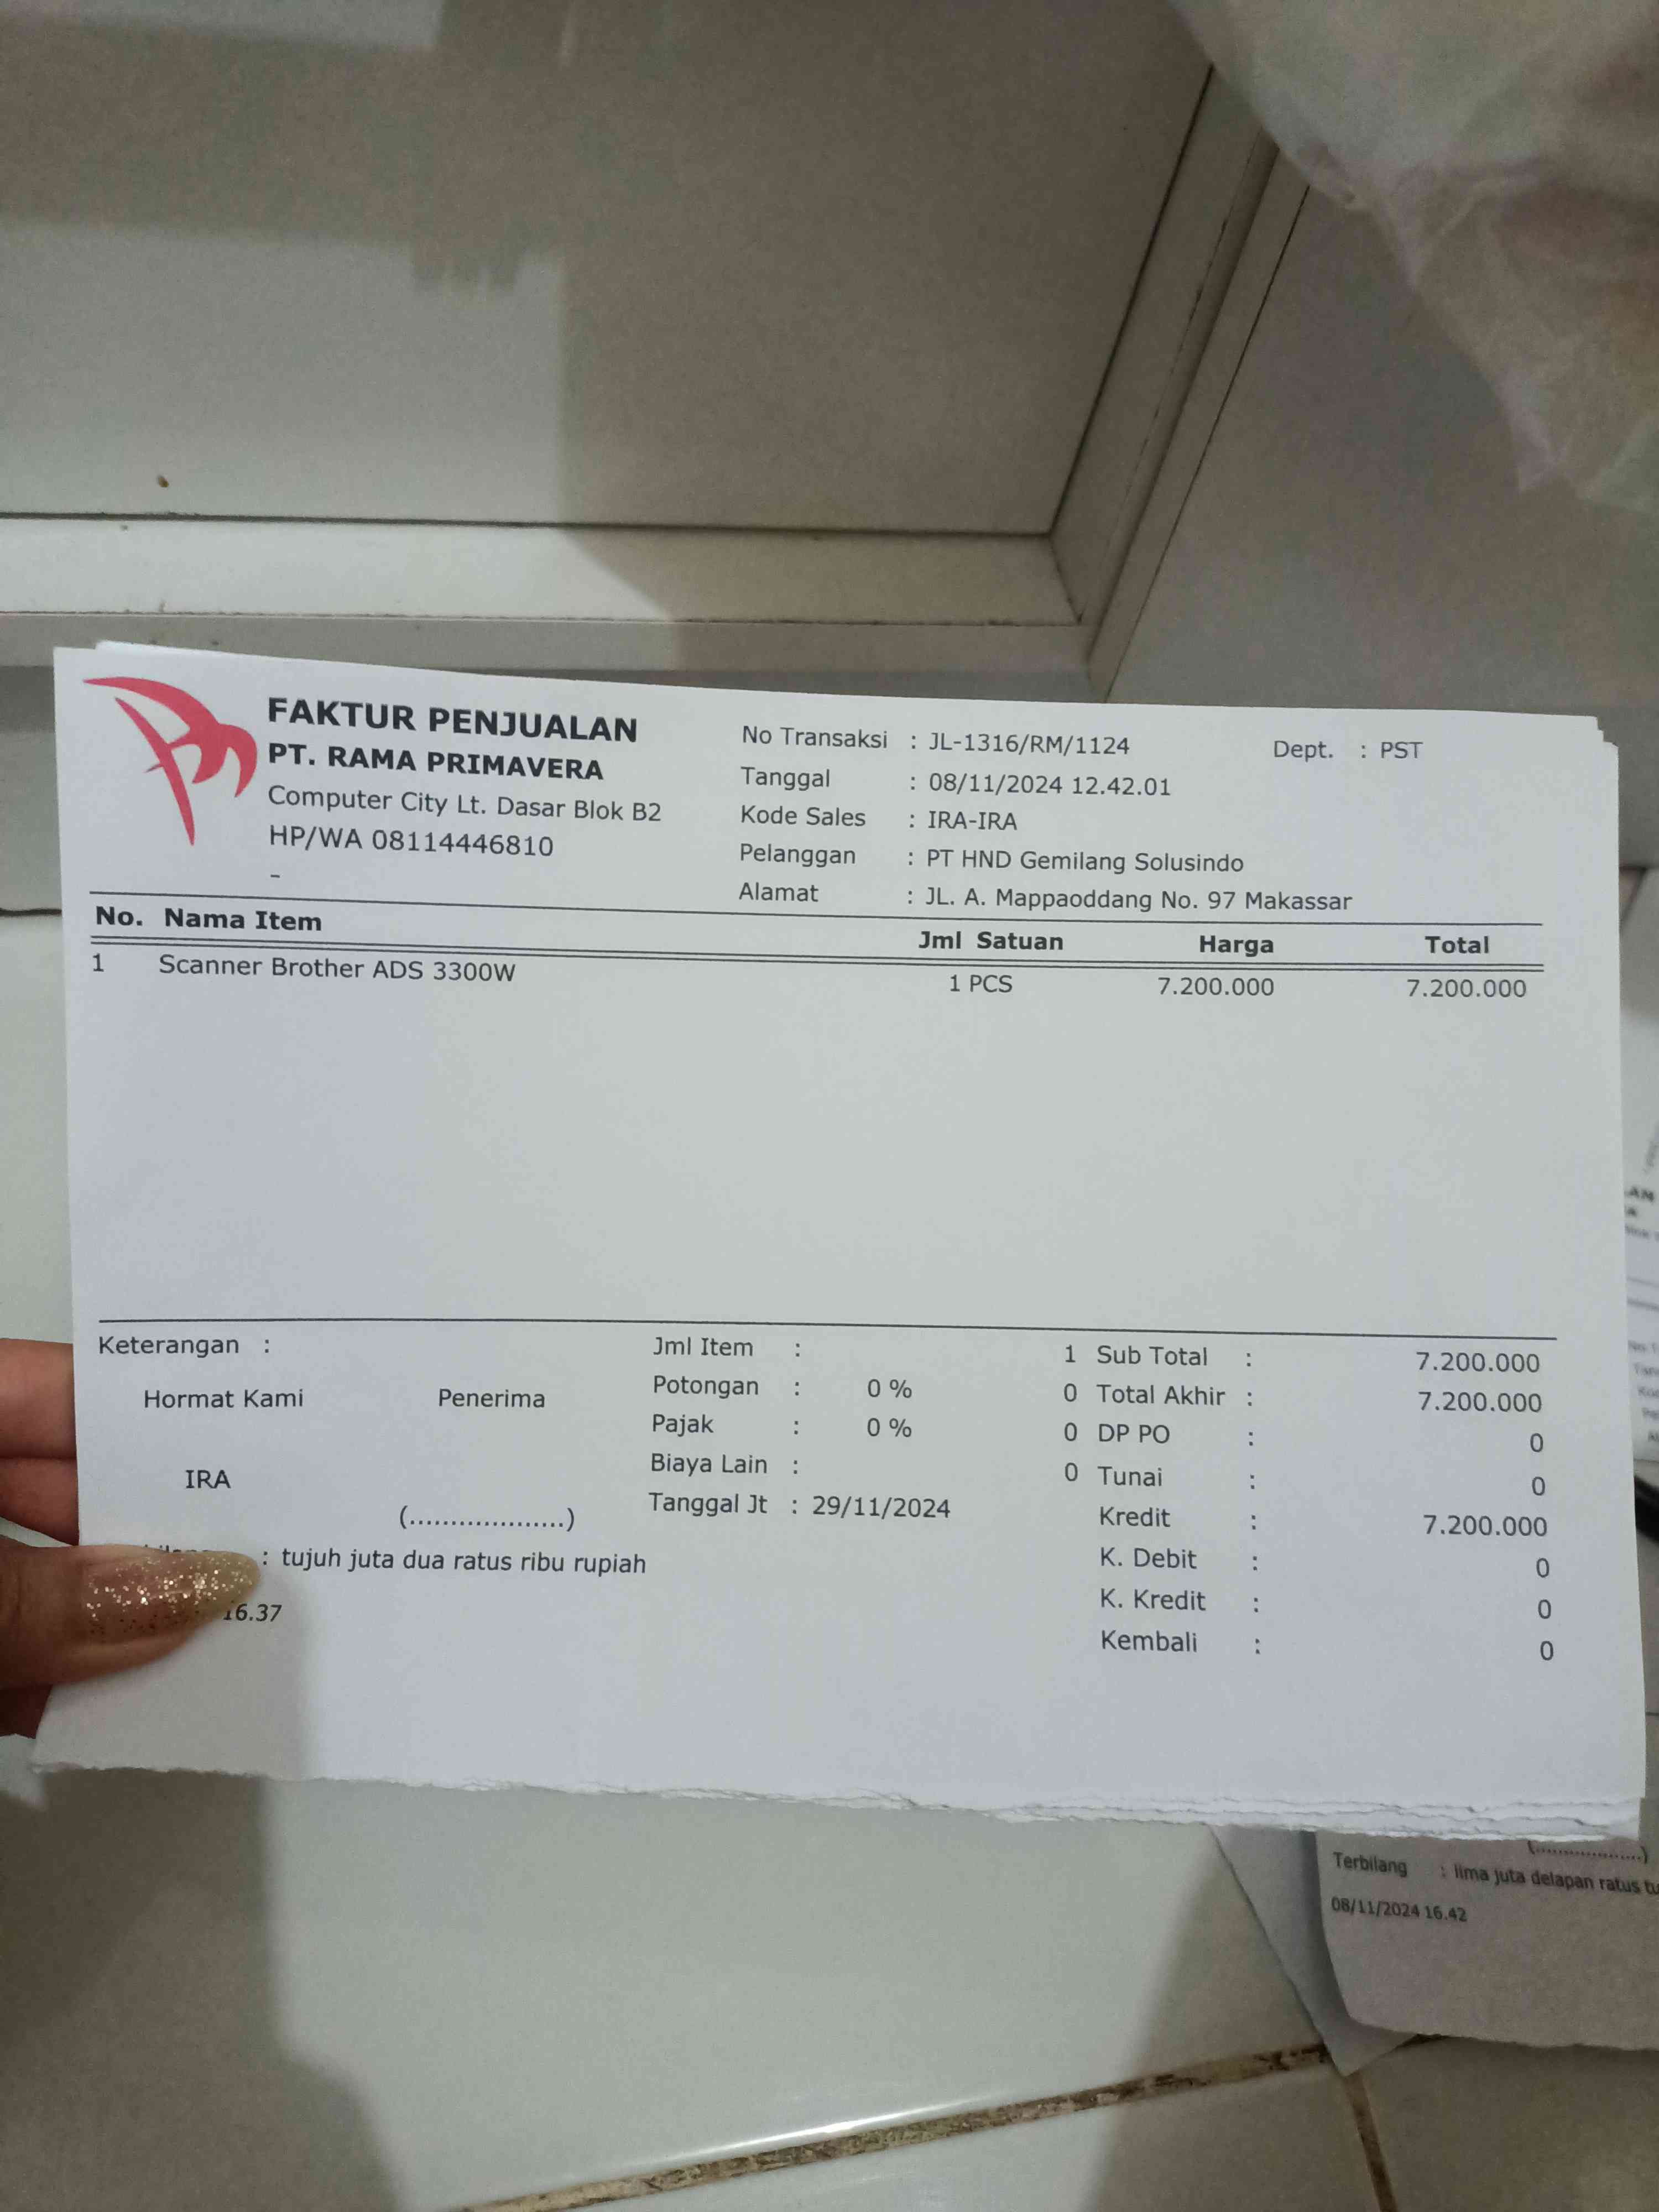 FAKTUR PENJUALAN
PT. RAMA PRIMAVERA
Computer City Lt. Dasar Blok B2
HP/WA 08114446810
-
No Transaksi : JL-1316/RM/1124 Dept. : PST
Tanggal : 08/11/2024 12.42.01
Kode Sales : IRA-IRA
Pelanggan : PT HND Gemilang Solusindo
Alamat : JL. A. Mappaoddang No. 97 Makassar
No. Nama Item Jml Satuan Harga Total
1 Scanner Brother ADS 3300W 1 PCS 7.200.000 7.200.000
Keterangan :
Hormat Kami Penerima
IRA
(...................)
: tujuh juta dua ratus ribu rupiah
16.37
Jml Item : 1
Potongan : 0 % 0
Pajak : 0 % 0
Biaya Lain : 0
Tanggal Jt : 29/11/2024
Sub Total : 7.200.000
Total Akhir : 7.200.000
DP PO : 0
Tunai : 0
Kredit : 7.200.000
K. Debit : 0
K. Kredit : 0
Kembali : 0
(...................)
Terbilang : lima juta delapan ratus
08/11/2024 16.42